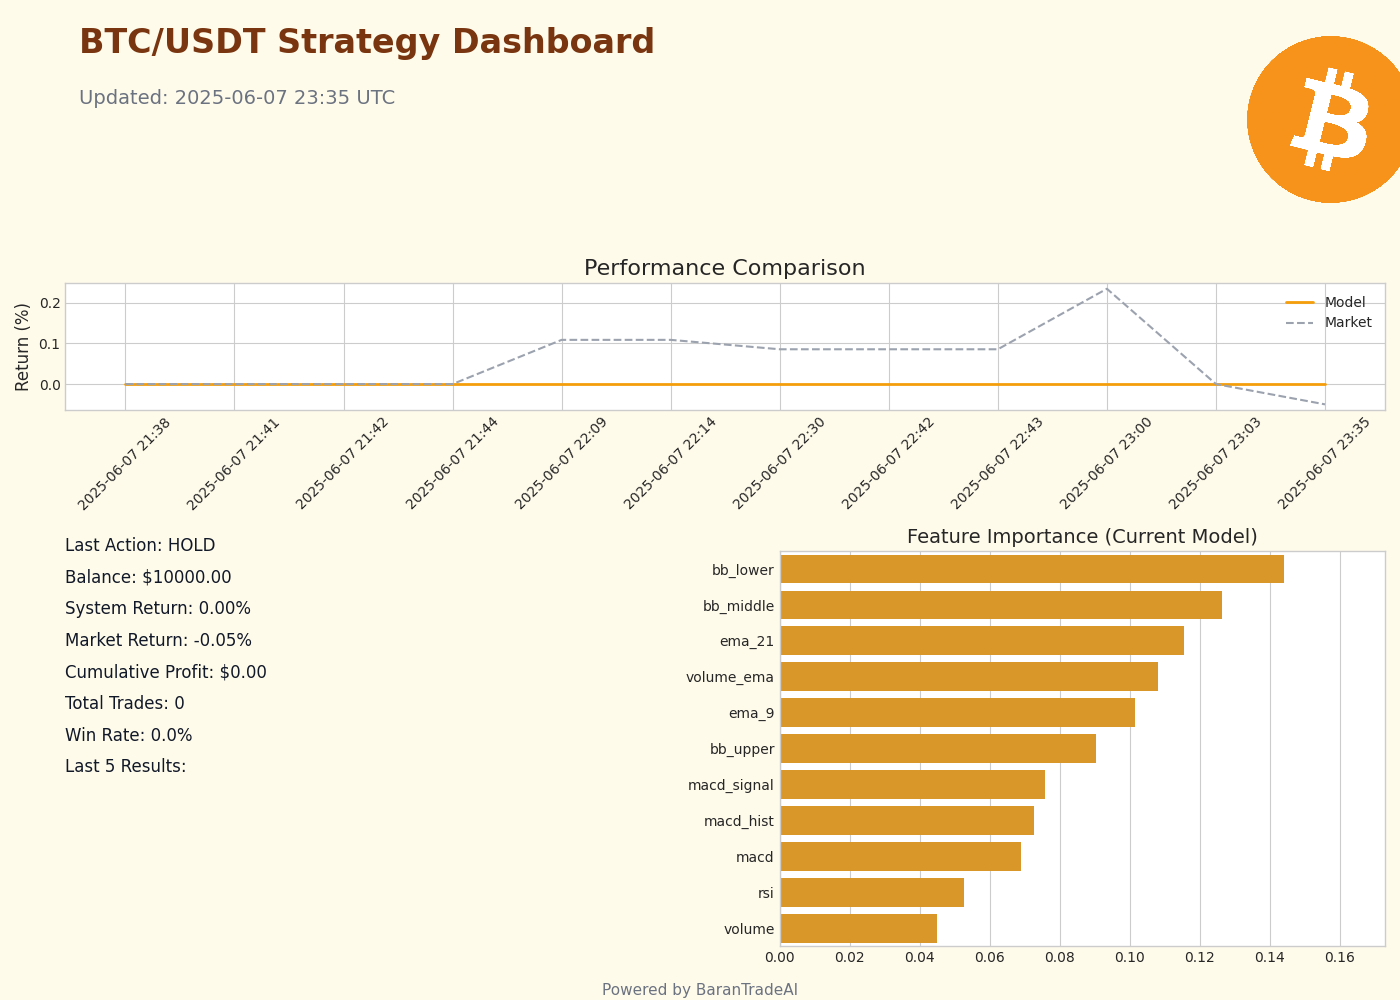 BTC/USDT Strategy Dashboard
Updated: 2025-06-07 23:35 UTC
Performance Comparison
Return (%)
0.2
0.1
0.0
Model
Market
2025-06-07 21:38
2025-06-07 21:41
2025-06-07 21:42
2025-06-07 21:44
2025-06-07 22:09
2025-06-07 22:14
2025-06-07 22:30
2025-06-07 22:42
2025-06-07 22:43
2025-06-07 23:00
2025-06-07 23:03
2025-06-07 23:35
Last Action: HOLD
Balance: $10000.00
System Return: 0.00%
Market Return: -0.05%
Cumulative Profit: $0.00
Total Trades: 0
Win Rate: 0.0%
Last 5 Results:
Feature Importance (Current Model)
bb_lower
bb_middle
ema_21
volume_ema
ema_9
bb_upper
macd_signal
macd_hist
macd
rsi
volume
0.00 0.02 0.04 0.06 0.08 0.10 0.12 0.14 0.16
Powered by BaranTradeAI